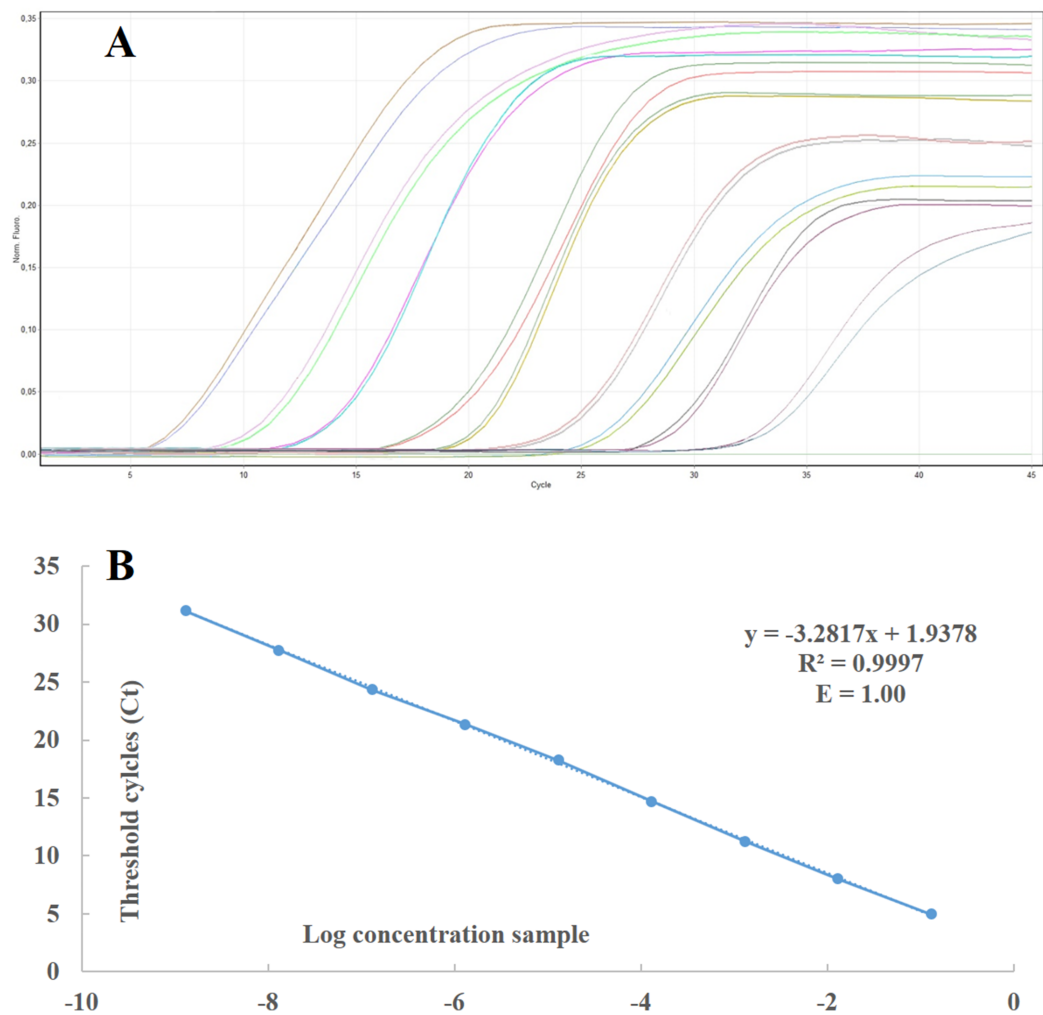 A
0,35
0,30
0,25
0,20
0,15
0,10
0,05
0,00
Norm. Fluoro.
5 10 15 20 25 30 35 40 45
Cycle
B
35
30
25
20
15
10
5
0
Threshold cylcles (Ct)
y = -3.2817x + 1.9378
R² = 0.9997
E = 1.00
Log concentration sample
-10 -8 -6 -4 -2 0